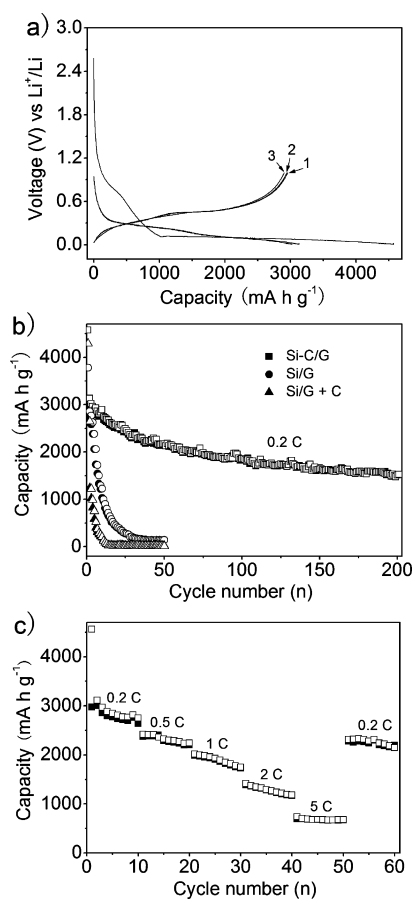 a)
3.0
2.4
1.8
1.2
0.6
0.0
Voltage (V) vs Li⁺/Li
3 2 1
0 1000 2000 3000 4000
Capacity (mA h g⁻¹)
b)
4000
3000
2000
1000
0
Capacity (mA h g⁻¹)
Si-C/G
Si/G
Si/G + C
0.2 C
0 50 100 150 200
Cycle number (n)
c)
4000
3000
2000
1000
0
Capacity (mA h g⁻¹)
0.2 C
0.5 C
1 C
2 C
5 C
0.2 C
0 10 20 30 40 50 60
Cycle number (n)